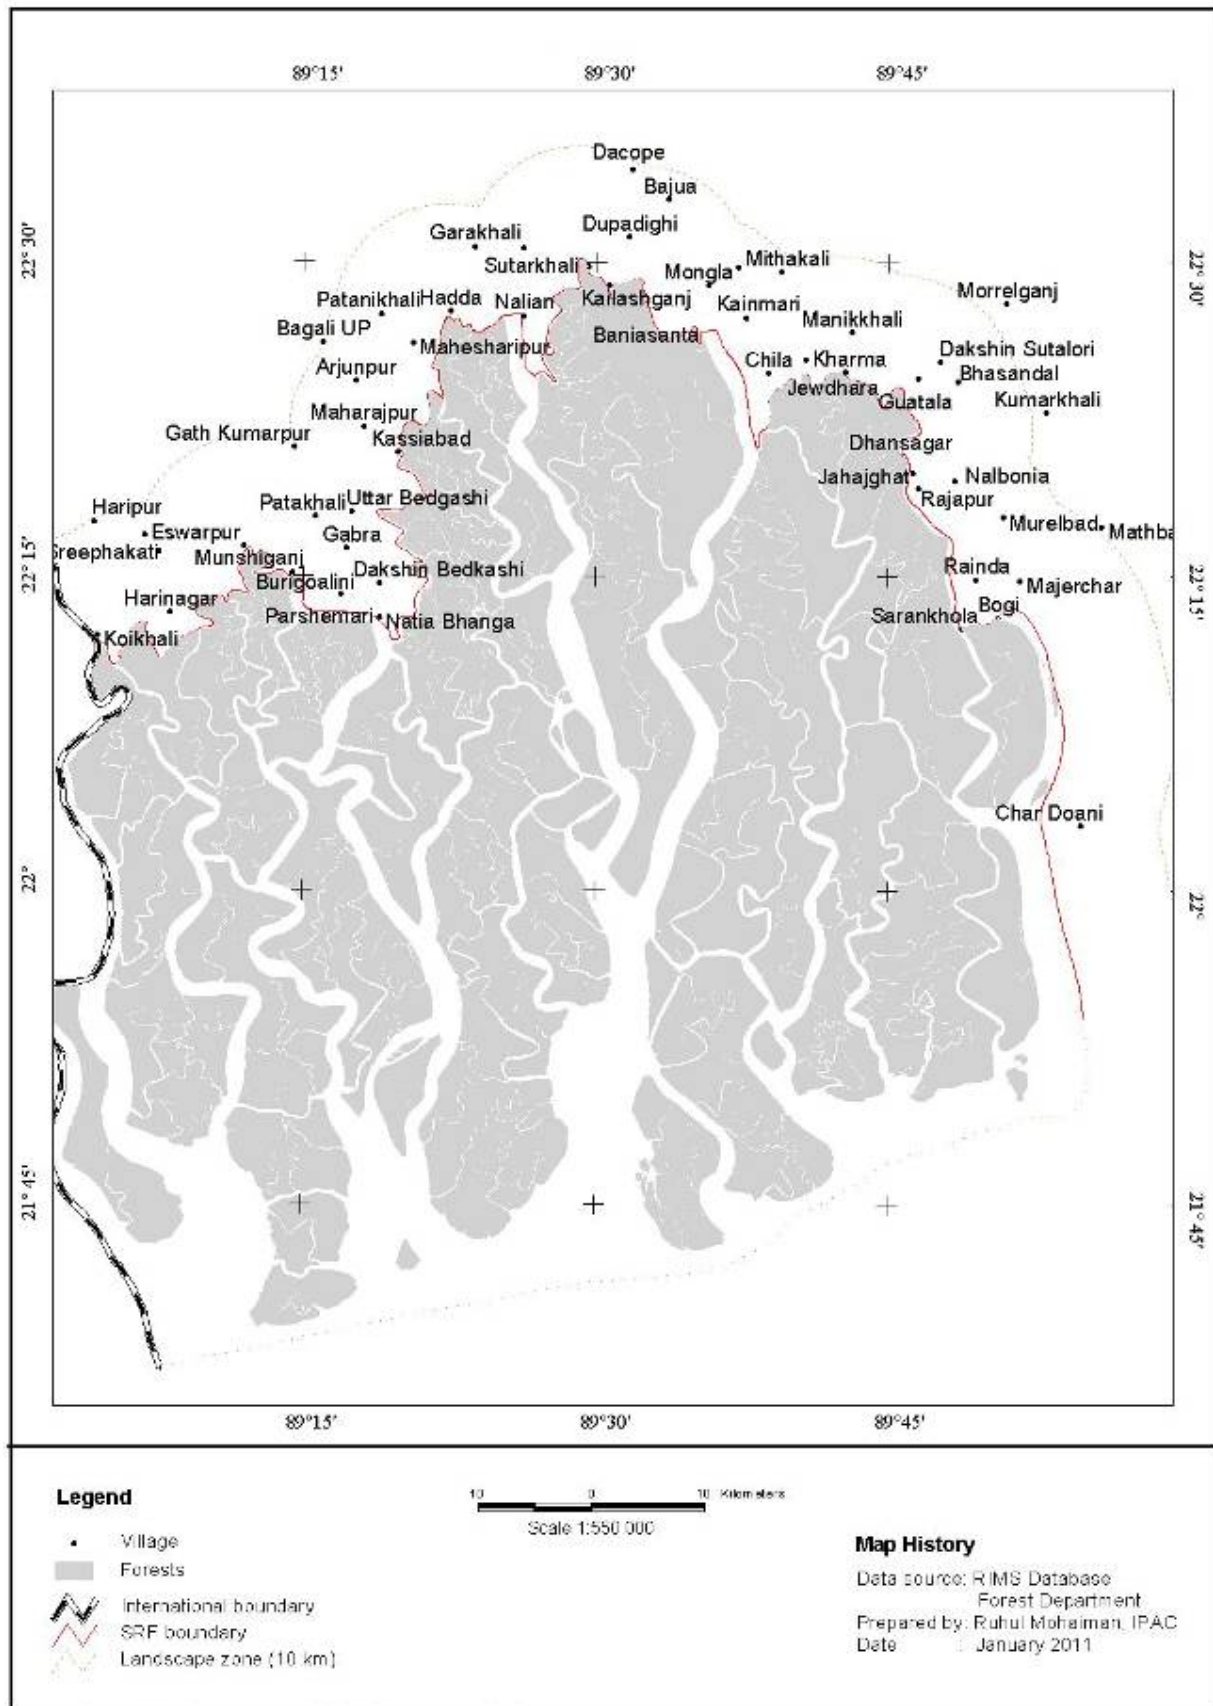 89°15' 89°30' 89°45'
Dacope
Bajua
Dupadighi
Garakhali
22° 30'
Sutarkhali
Mongla
Mithakali
22° 30'
Patanikhali
Hadda
Nalian
Kailashganj
Kainmari
Morrelganj
Bagali UP
Mahesharipur
Baniasanta
Manikkhali
Arjunpur
Chila
Kharma
Dakshin Sutalori
Jewdhara
Bhasandal
Guatala
Kumarkhali
Maharajpur
Gath Kumarpur
Kassiabad
Dhansagar
Jahajghat
Nalbonia
Rajapur
Haripur
Patakhali
Uttar Bedgashi
Murelbad
Mathba
Eswarpur
Gabra
22° 15'
Sreephakati
Munshiganj
Burigoalini
Dakshin Bedkashi
Rainda
Majerchar
22° 15'
Harinagar
Parshemari
Natia Bhanga
Sarankhola
Bogi
Koikhali
Char Doani
22° 22°
21° 45' 21° 45'
89°15' 89°30' 89°45'
Legend
Village
Forests
International boundary
SRF boundary
Landscape zone (10 km)
10 0 10 Kilometers
Scale 1:550 000
Map History
Data source: RIMS Database
Forest Department
Prepared by: Ruhul Mohaiman, IPAC
Date : January 2011